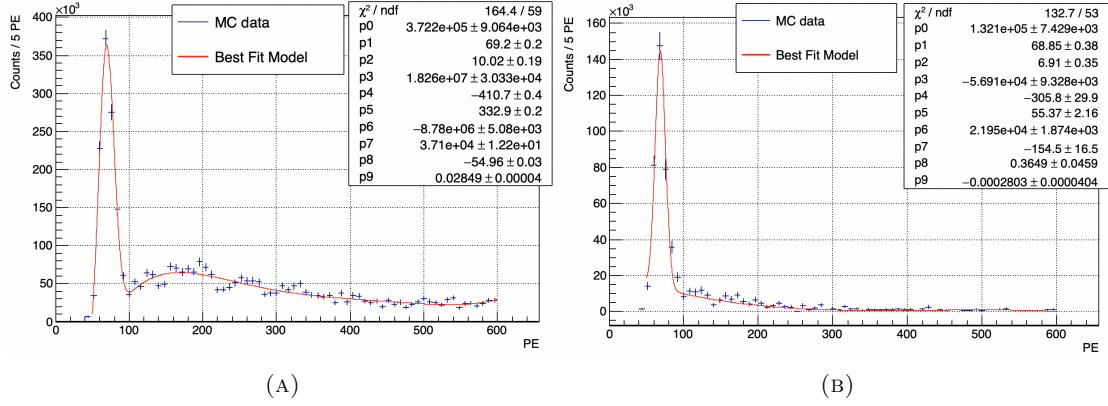 ×10³
Counts / 5 PE
400
350
300
250
200
150
100
50
0
0 100 200 300 400 500 600
PE
MC data
Best Fit Model
χ² / ndf 164.4 / 59
p0 3.722e+05 ± 9.064e+03
p1 69.2 ± 0.2
p2 10.02 ± 0.19
p3 1.826e+07 ± 3.033e+04
p4 −410.7 ± 0.4
p5 332.9 ± 0.2
p6 −8.78e+06 ± 5.08e+03
p7 3.71e+04 ± 1.22e+01
p8 −54.96 ± 0.03
p9 0.02849 ± 0.00004
(A)
×10³
Counts / 5 PE
160
140
120
100
80
60
40
20
0
0 100 200 300 400 500 600
PE
MC data
Best Fit Model
χ² / ndf 132.7 / 53
p0 1.321e+05 ± 7.429e+03
p1 68.85 ± 0.38
p2 6.91 ± 0.35
p3 −5.691e+04 ± 9.328e+03
p4 −305.8 ± 29.9
p5 55.37 ± 2.16
p6 2.195e+04 ± 1.874e+03
p7 −154.5 ± 16.5
p8 0.3649 ± 0.0459
p9 −0.0002803 ± 0.0000404
(B)